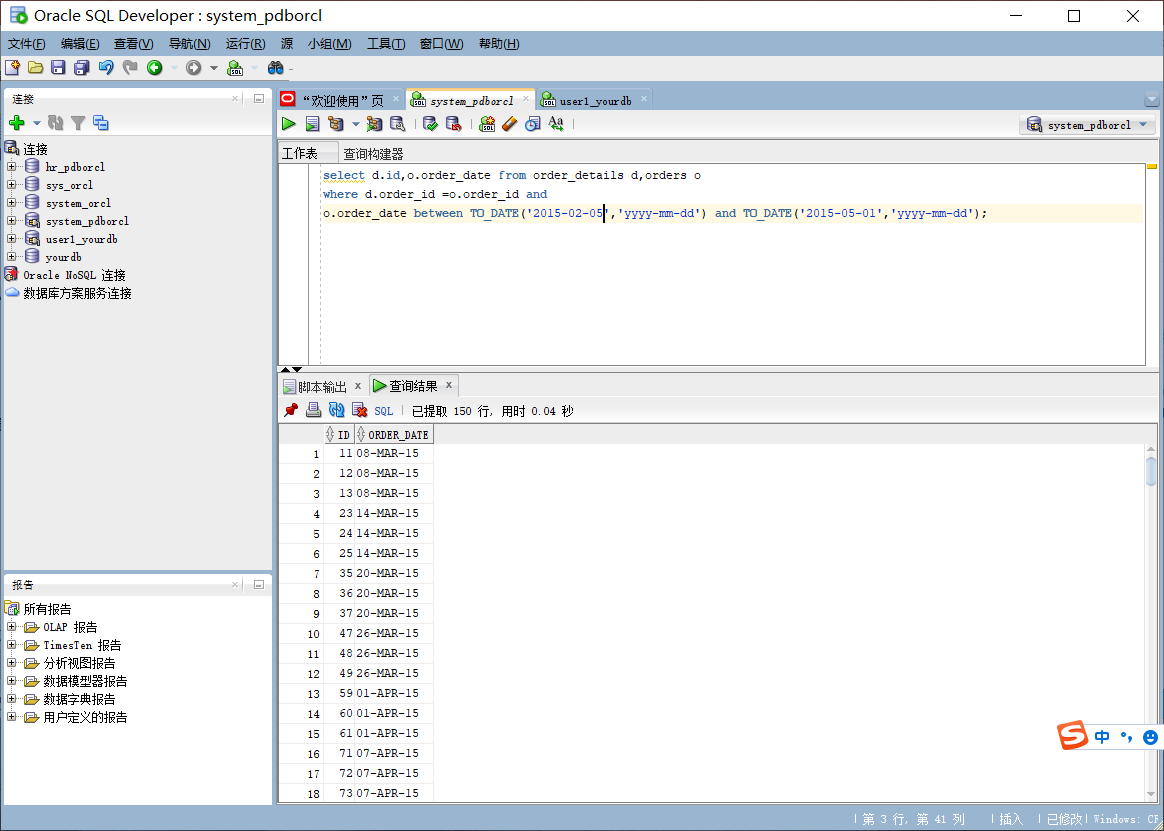 Oracle SQL Developer : system_pdborcl
文件(F) 编辑(E) 查看(V) 导航(N) 运行(R) 源 小组(M) 工具(T) 窗口(W) 帮助(H)
连接
连接
hr_pdborcl
sys_orcl
system_orcl
system_pdborcl
user1_yourdb
yourdb
Oracle NoSQL 连接
数据库方案服务连接
报告
所有报告
OLAP 报告
TimesTen 报告
分析视图报告
数据模型器报告
数据字典报告
用户定义的报告
“欢迎使用”页 system_pdborcl user1_yourdb
system_pdborcl
工作表 查询构建器
select d.id,o.order_date from order_details d,orders o
where d.order_id =o.order_id and
o.order_date between TO_DATE('2015-02-05','yyyy-mm-dd') and TO_DATE('2015-05-01','yyyy-mm-dd');
脚本输出 x 查询结果 x
SQL | 已提取 150 行, 用时 0.04 秒
ID ORDER_DATE
1 11 08-MAR-15
2 12 08-MAR-15
3 13 08-MAR-15
4 23 14-MAR-15
5 24 14-MAR-15
6 25 14-MAR-15
7 35 20-MAR-15
8 36 20-MAR-15
9 37 20-MAR-15
10 47 26-MAR-15
11 48 26-MAR-15
12 49 26-MAR-15
13 59 01-APR-15
14 60 01-APR-15
15 61 01-APR-15
16 71 07-APR-15
17 72 07-APR-15
18 73 07-APR-15
S 中 °,
| 第 3 行, 第 41 列 | 插入 | 已修改 | Windows: CF